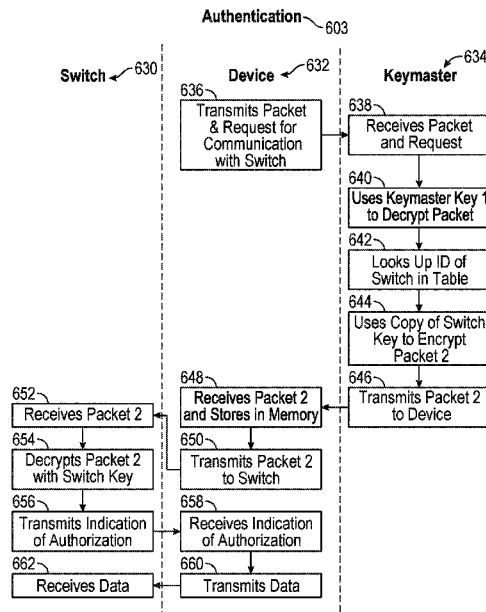 Authentication 603
Switch 630
Device 632
Keymaster 634
636
Transmits Packet
& Request for
Communication
with Switch
638
Receives Packet
and Request
640
Uses Keymaster Key 1
to Decrypt Packet
642
Looks Up ID of
Switch in Table
644
Uses Copy of Switch
Key to Encrypt
Packet 2
646
Transmits Packet 2
to Device
648
Receives Packet 2
and Stores in Memory
650
Transmits Packet 2
to Switch
652
Receives Packet 2
654
Decrypts Packet 2
with Switch Key
656
Transmits Indication
of Authorization
658
Receives Indication
of Authorization
660
Transmits Data
662
Receives Data